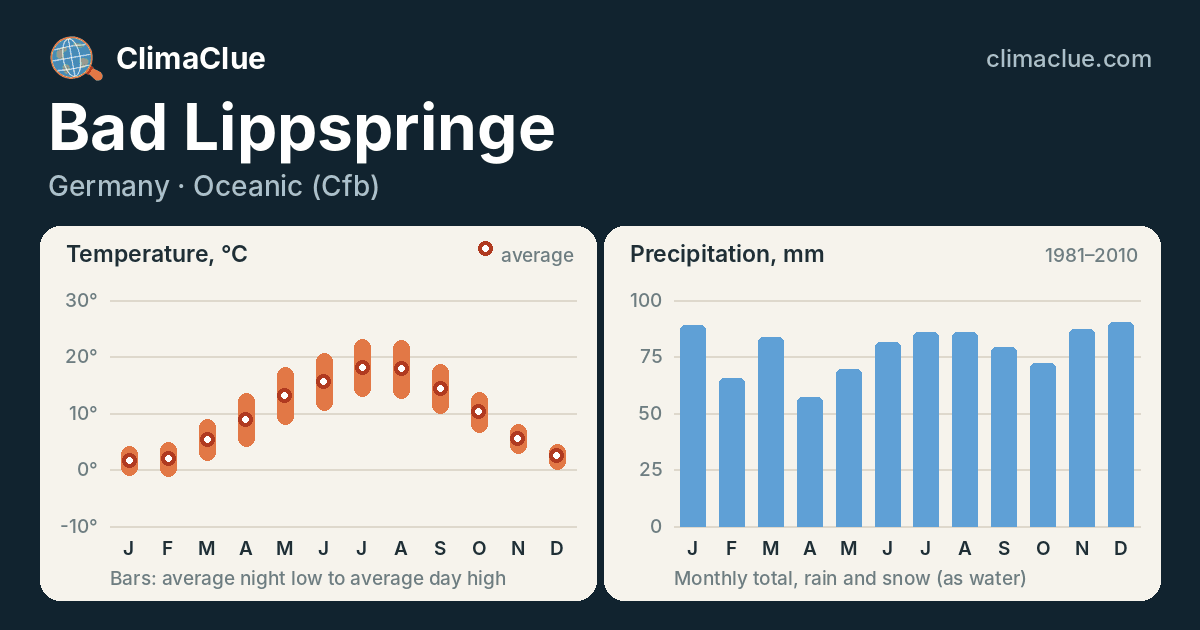 ClimaClue
climaclue.com
Bad Lippspringe
Germany · Oceanic (Cfb)
Temperature, °C
average
30°
20°
10°
0°
-10°
J F M A M J J A S O N D
Bars: average night low to average day high
Precipitation, mm
1981–2010
100
75
50
25
0
J F M A M J J A S O N D
Monthly total, rain and snow (as water)